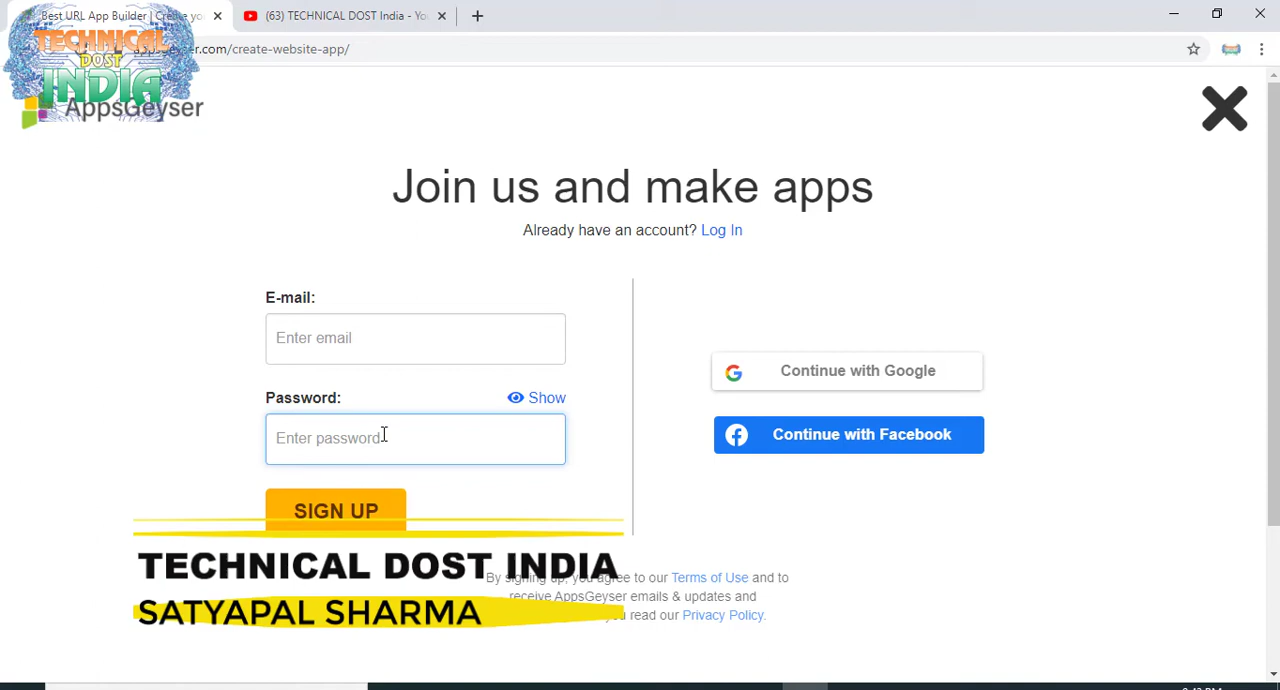 Best URL App Builder | Create yo
(63) TECHNICAL DOST India - Yo
TECHNICAL
DOST
INDIA
appsgeyser.com/create-website-app/
AppsGeyser
Join us and make apps
Already have an account? Log In
E-mail:
Enter email
Password:
Show
Enter password
SIGN UP
Continue with Google
Continue with Facebook
TECHNICAL DOST INDIA
SATYAPAL SHARMA
By signing up, you agree to our Terms of Use and to
receive AppsGeyser emails & updates and
you read our Privacy Policy.